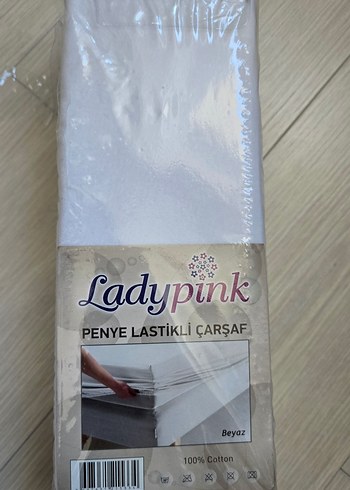 Ladypink
PENYE LASTİKLİ ÇARŞAF
Beyaz
100% Cotton